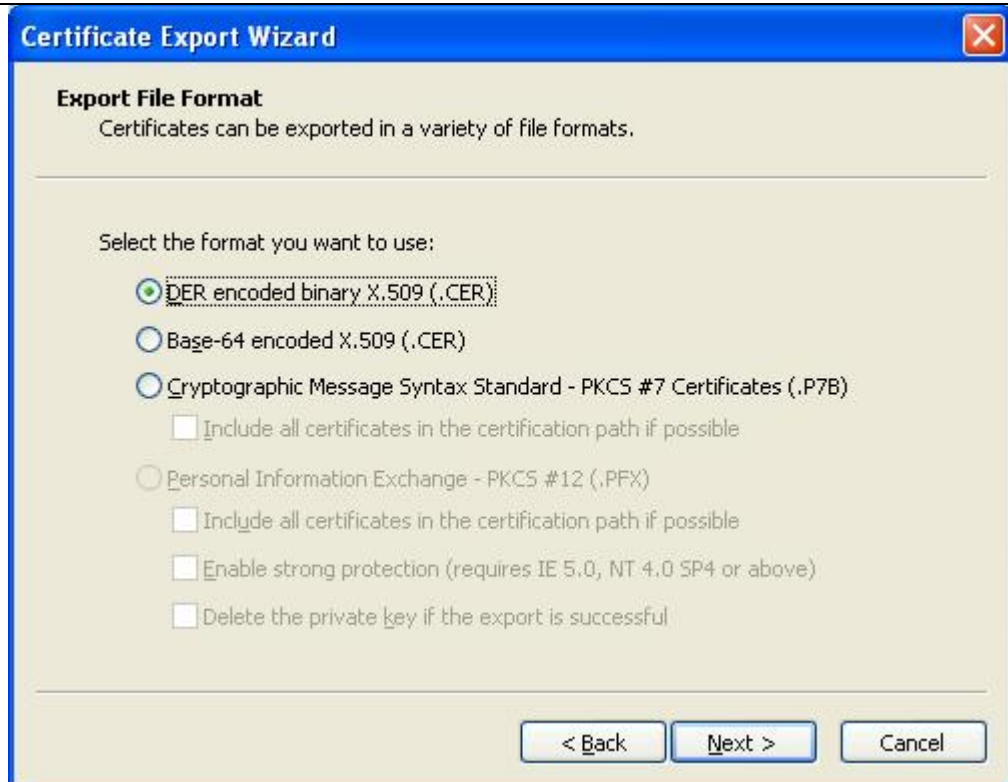 Certificate Export Wizard
Export File Format
Certificates can be exported in a variety of file formats.
Select the format you want to use:
DER encoded binary X.509 (.CER)
Base-64 encoded X.509 (.CER)
Cryptographic Message Syntax Standard - PKCS #7 Certificates (.P7B)
Include all certificates in the certification path if possible
Personal Information Exchange - PKCS #12 (.PFX)
Include all certificates in the certification path if possible
Enable strong protection (requires IE 5.0, NT 4.0 SP4 or above)
Delete the private key if the export is successful
< Back Next > Cancel